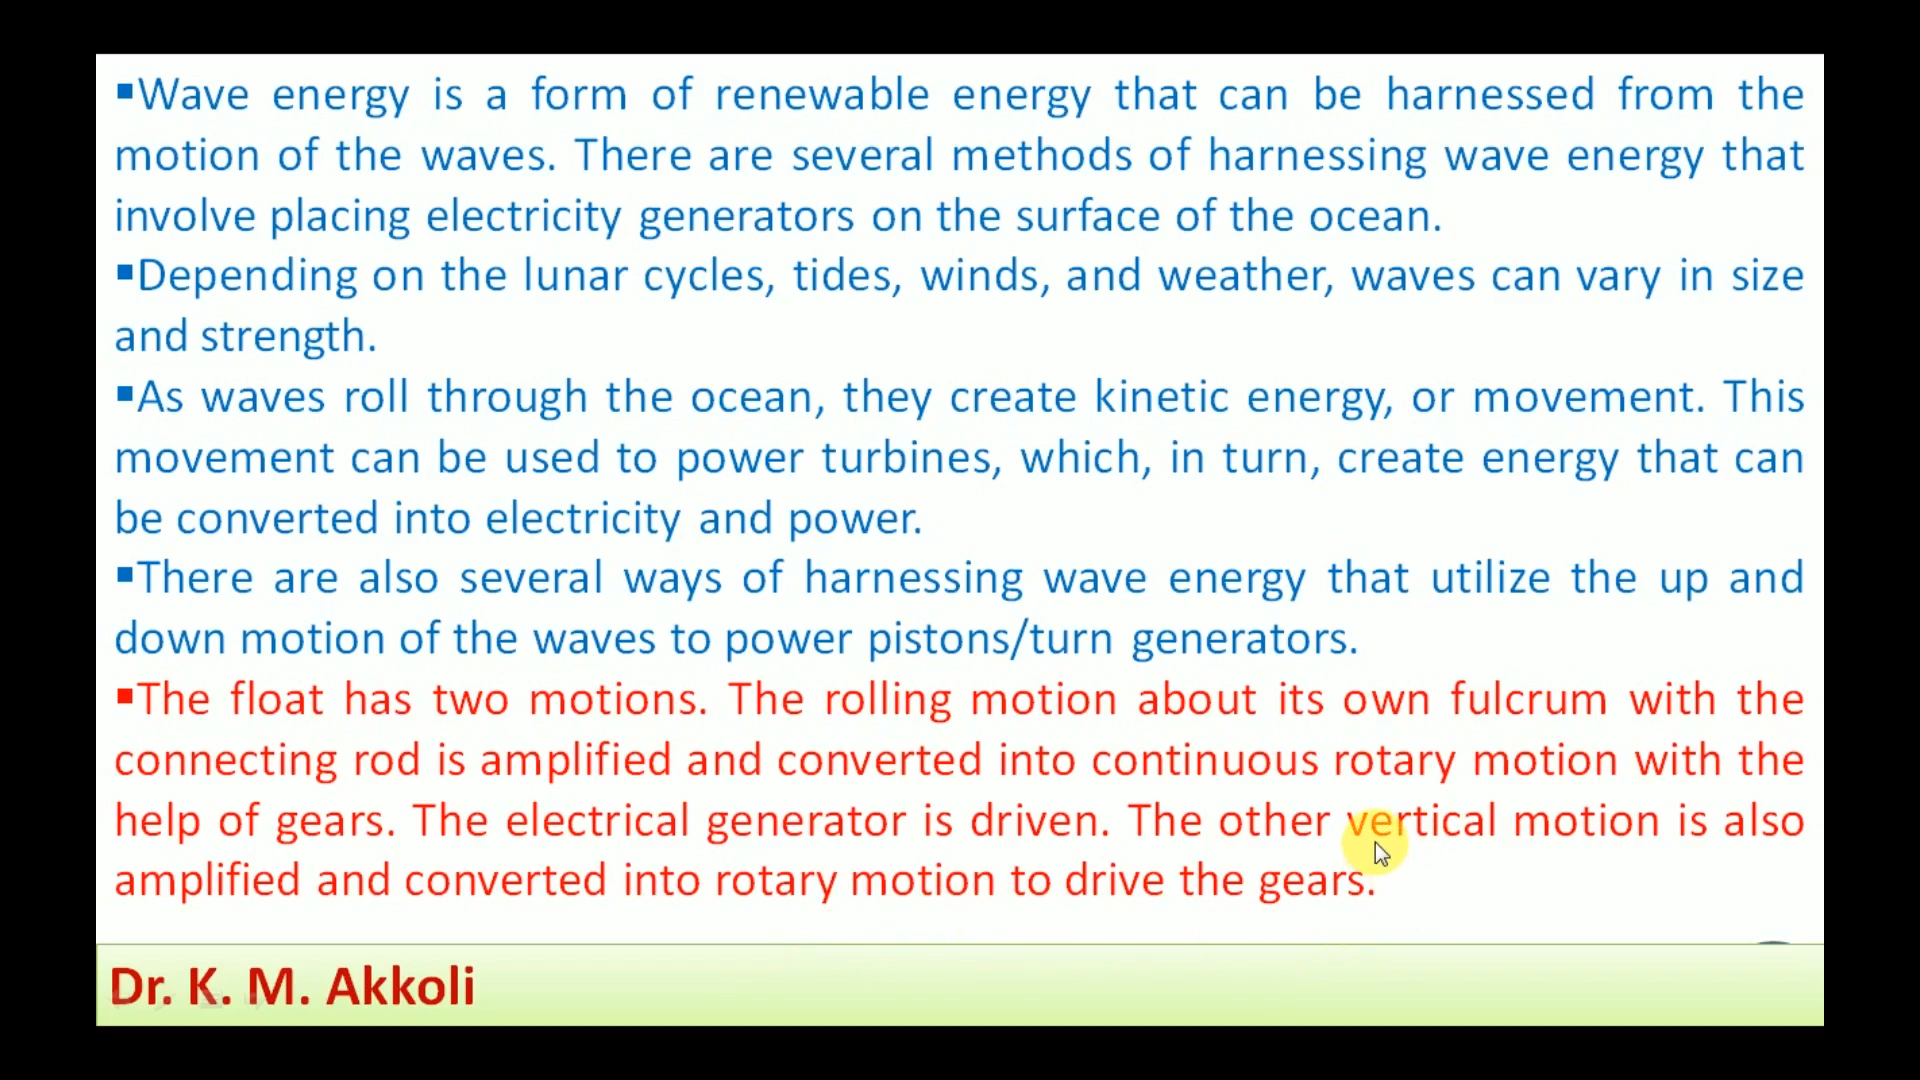 ▪Wave energy is a form of renewable energy that can be harnessed from the
motion of the waves. There are several methods of harnessing wave energy that
involve placing electricity generators on the surface of the ocean.
▪Depending on the lunar cycles, tides, winds, and weather, waves can vary in size
and strength.
▪As waves roll through the ocean, they create kinetic energy, or movement. This
movement can be used to power turbines, which, in turn, create energy that can
be converted into electricity and power.
▪There are also several ways of harnessing wave energy that utilize the up and
down motion of the waves to power pistons/turn generators.
▪The float has two motions. The rolling motion about its own fulcrum with the
connecting rod is amplified and converted into continuous rotary motion with the
help of gears. The electrical generator is driven. The other vertical motion is also
amplified and converted into rotary motion to drive the gears.
Dr. K. M. Akkoli